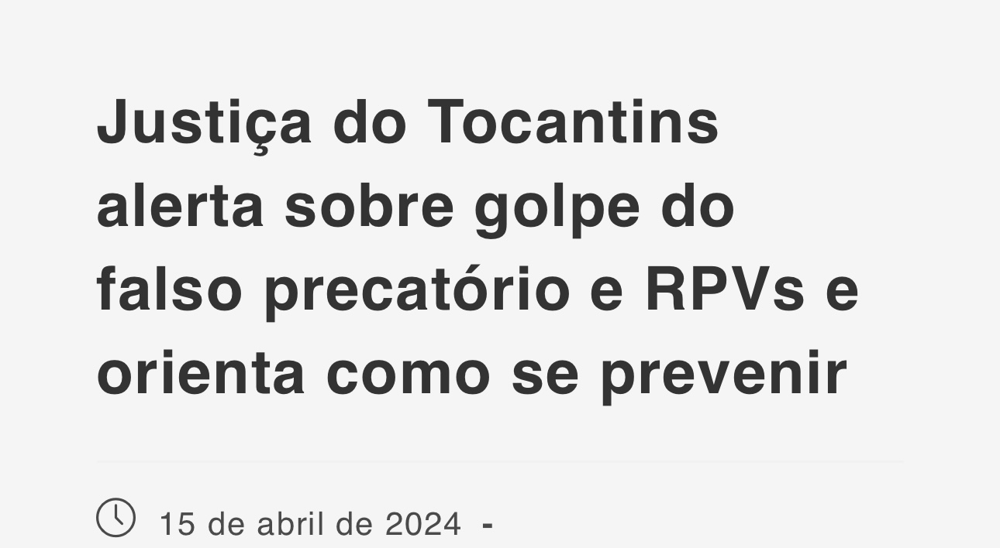 Justiça do Tocantins
alerta sobre golpe do
falso precatório e RPVs e
orienta como se prevenir
15 de abril de 2024 -